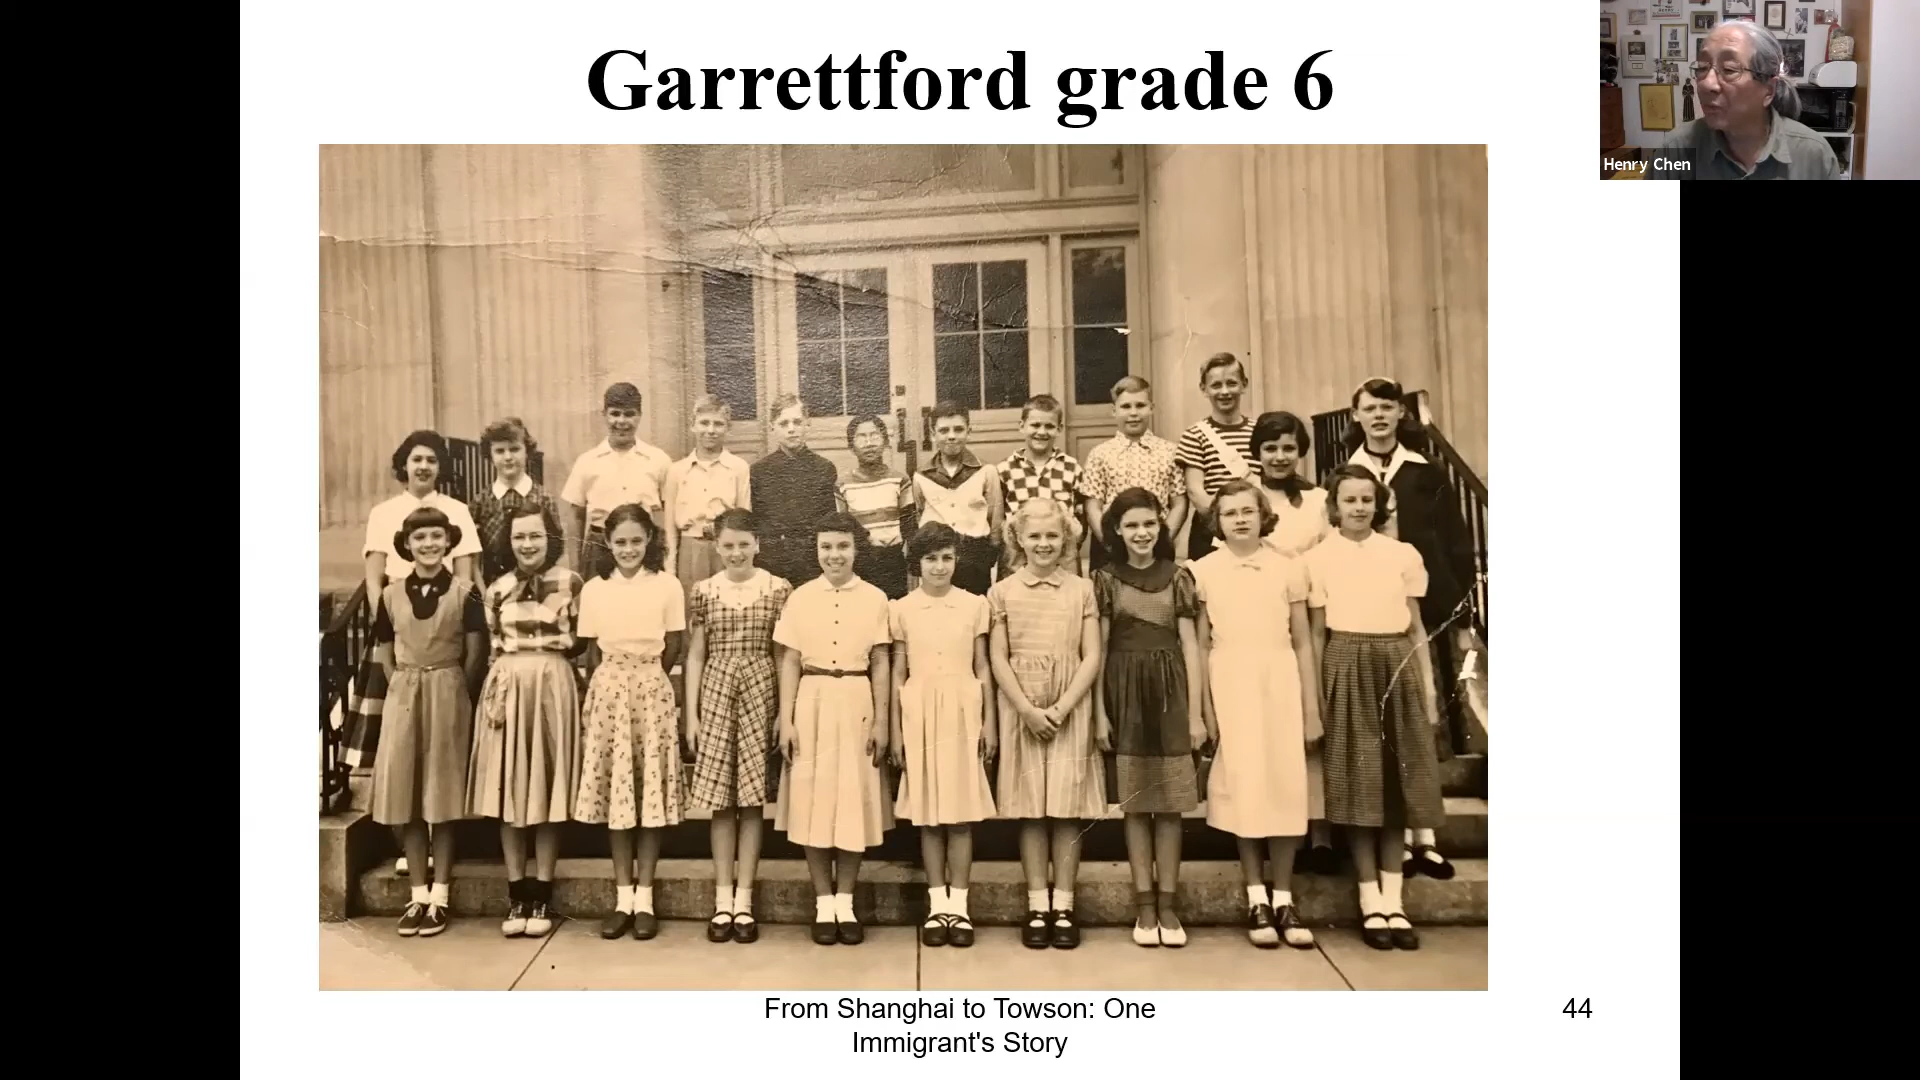 Garrettford grade 6
Henry Chen
From Shanghai to Towson: One
Immigrant's Story
44